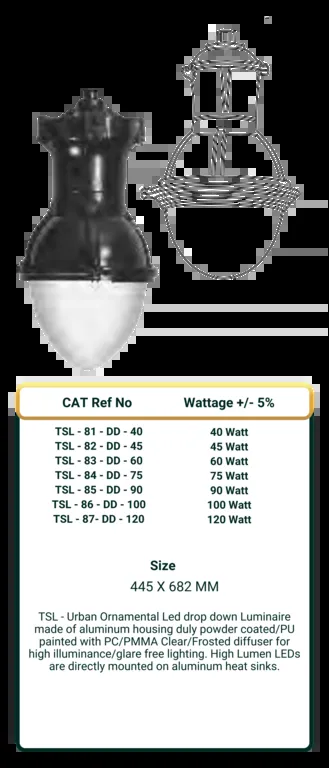 CAT Ref No Wattage +/- 5%
TSL - 81 - DD - 40 40 Watt
TSL - 82 - DD - 45 45 Watt
TSL - 83 - DD - 60 60 Watt
TSL - 84 - DD - 75 75 Watt
TSL - 85 - DD - 90 90 Watt
TSL - 86 - DD - 100 100 Watt
TSL - 87- DD - 120 120 Watt
Size
445 X 682 MM
TSL - Urban Ornamental Led drop down Luminaire
made of aluminum housing duly powder coated/PU
painted with PC/PMMA Clear/Frosted diffuser for
high illuminance/glare free lighting. High Lumen LEDs
are directly mounted on aluminum heat sinks.